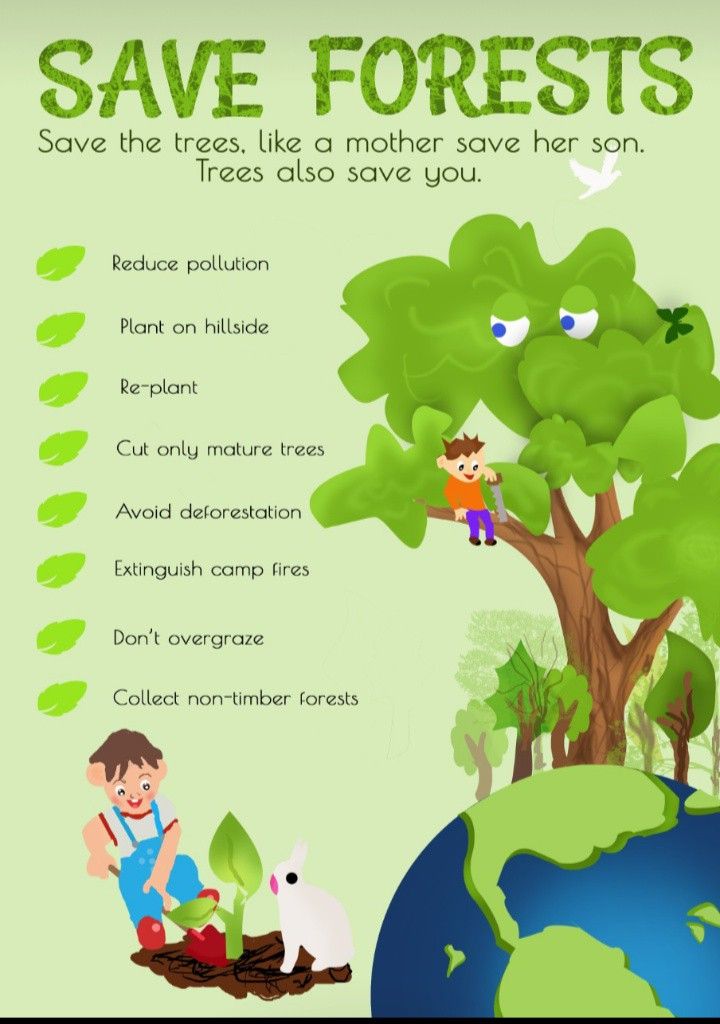 SAVE FORESTS
Save the trees, like a mother save her son.
Trees also save you.
Reduce pollution
Plant on hillside
Re-plant
Cut only mature trees
Avoid deforestation
Extinguish camp fires
Don't overgraze
Collect non-timber forests